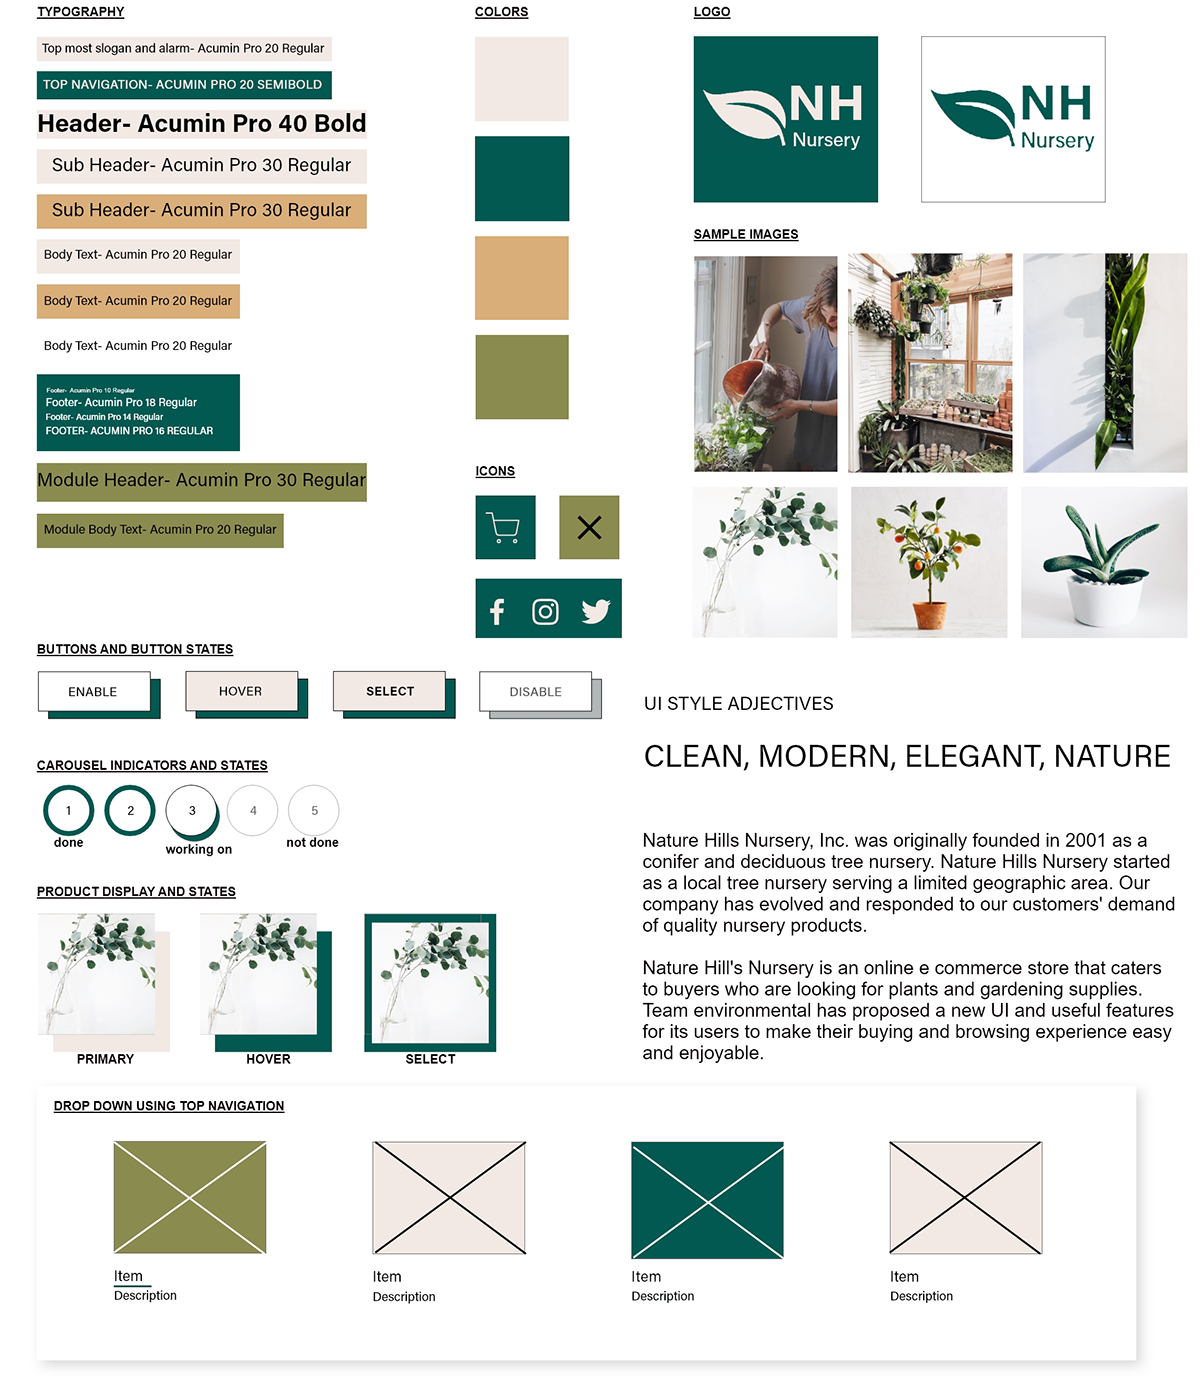 TYPOGRAPHY
Top most slogan and alarm- Acumin Pro 20 Regular
TOP NAVIGATION- ACUMIN PRO 20 SEMIBOLD
Header- Acumin Pro 40 Bold
Sub Header- Acumin Pro 30 Regular
Sub Header- Acumin Pro 30 Regular
Body Text- Acumin Pro 20 Regular
Body Text- Acumin Pro 20 Regular
Body Text- Acumin Pro 20 Regular
Footer- Acumin Pro 10 Regular
Footer- Acumin Pro 18 Regular
Footer- Acumin Pro 14 Regular
FOOTER- ACUMIN PRO 16 REGULAR
Module Header- Acumin Pro 30 Regular
Module Body Text- Acumin Pro 20 Regular
COLORS
ICONS
LOGO
NH
Nursery
NH
Nursery
SAMPLE IMAGES
BUTTONS AND BUTTON STATES
ENABLE
HOVER
SELECT
DISABLE
CAROUSEL INDICATORS AND STATES
1
2
3
4
5
done
working on
not done
PRODUCT DISPLAY AND STATES
PRIMARY
HOVER
SELECT
UI STYLE ADJECTIVES
CLEAN, MODERN, ELEGANT, NATURE
Nature Hills Nursery, Inc. was originally founded in 2001 as a
conifer and deciduous tree nursery. Nature Hills Nursery started
as a local tree nursery serving a limited geographic area. Our
company has evolved and responded to our customers' demand
of quality nursery products.
Nature Hill's Nursery is an online e commerce store that caters
to buyers who are looking for plants and gardening supplies.
Team environmental has proposed a new UI and useful features
for its users to make their buying and browsing experience easy
and enjoyable.
DROP DOWN USING TOP NAVIGATION
Item
Description
Item
Description
Item
Description
Item
Description